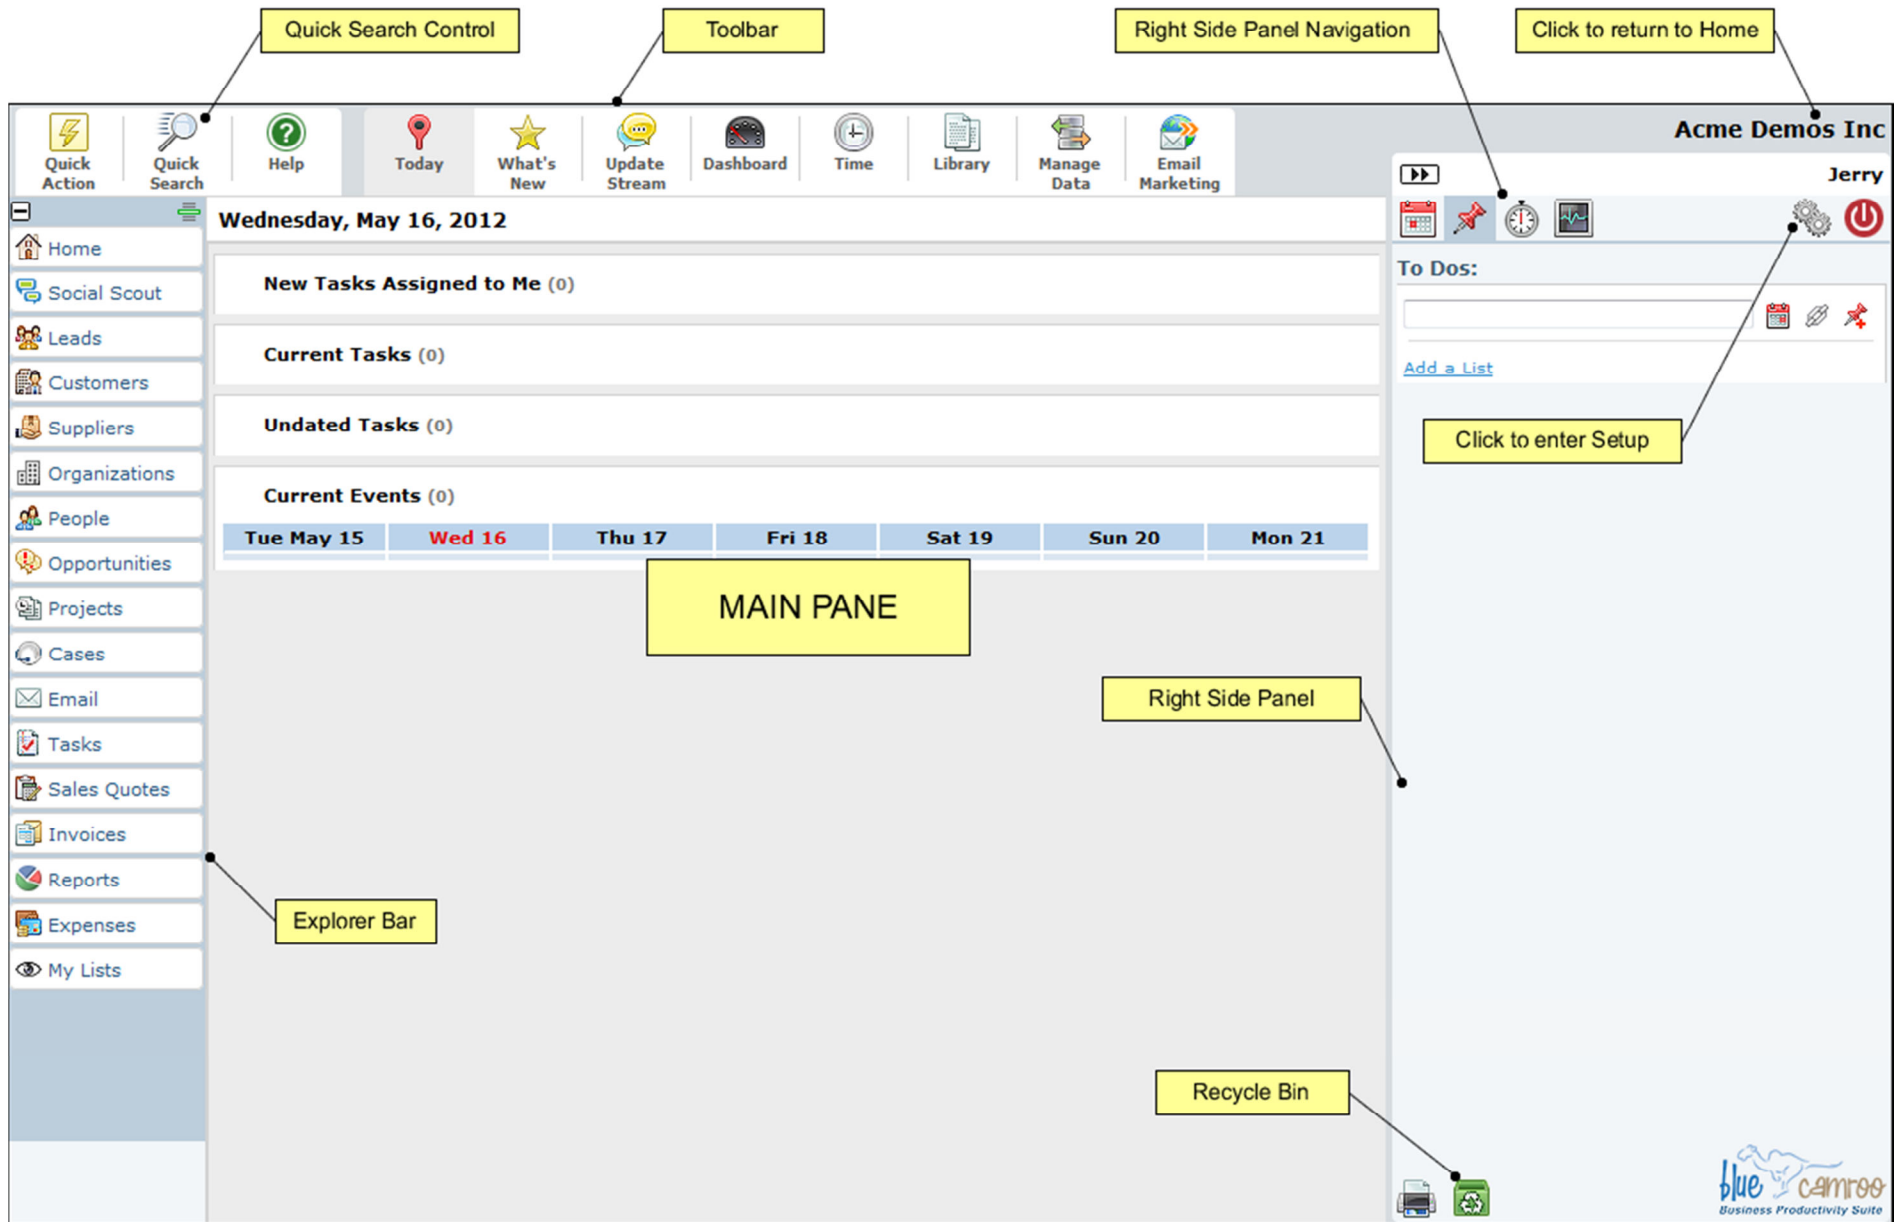 Quick Search Control
Toolbar
Right Side Panel Navigation
Click to return to Home
Quick Action
Quick Search
Help
Today
What's New
Update Stream
Dashboard
Time
Library
Manage Data
Email Marketing
Acme Demos Inc
Jerry
Home
Social Scout
Leads
Customers
Suppliers
Organizations
People
Opportunities
Projects
Cases
Email
Tasks
Sales Quotes
Invoices
Reports
Expenses
My Lists
Wednesday, May 16, 2012
New Tasks Assigned to Me (0)
Current Tasks (0)
Undated Tasks (0)
Current Events (0)
Tue May 15 Wed 16 Thu 17 Fri 18 Sat 19 Sun 20 Mon 21
MAIN PANE
To Dos:
Add a List
Click to enter Setup
Right Side Panel
Explorer Bar
Recycle Bin
blue camroo
Business Productivity Suite